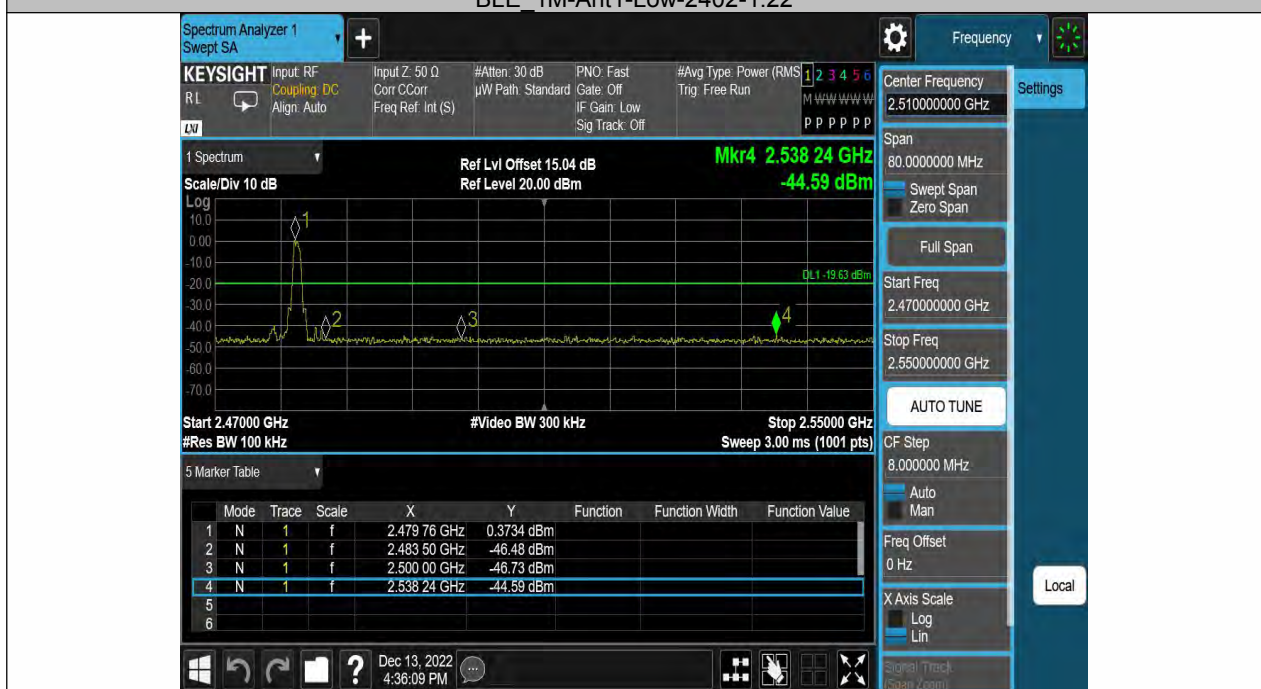 BLE_1M-Ant1-Low-2402-1.22
Spectrum Analyzer 1
Swept SA
+
Frequency
KEYSIGHT
RL
LXI
Input: RF
Coupling: DC
Align: Auto
Input Z: 50 Ω
Corr CCorr
Freq Ref: Int (S)
#Atten: 30 dB
µW Path: Standard
PNO: Fast
Gate: Off
IF Gain: Low
Sig Track: Off
#Avg Type: Power (RMS
Trig: Free Run
1 2 3 4 5 6
M W W W W W
P P P P P P
Center Frequency
2.510000000 GHz
Settings
Span
80.0000000 MHz
Swept Span
Zero Span
Full Span
Start Freq
2.470000000 GHz
Stop Freq
2.550000000 GHz
AUTO TUNE
CF Step
8.000000 MHz
Auto
Man
Freq Offset
0 Hz
X Axis Scale
Log
Lin
Signal Track
(Span Zoom)
Local
1 Spectrum
Scale/Div 10 dB
Ref Lvl Offset 15.04 dB
Ref Level 20.00 dBm
Mkr4 2.538 24 GHz
-44.59 dBm
Log
10.0
0.00
-10.0
-20.0
-30.0
-40.0
-50.0
-60.0
-70.0
1
2
3
4
DL1 -19.63 dBm
Start 2.47000 GHz
#Res BW 100 kHz
#Video BW 300 kHz
Stop 2.55000 GHz
Sweep 3.00 ms (1001 pts)
5 Marker Table
Mode Trace Scale X Y Function Function Width Function Value
1 N 1 f 2.479 76 GHz 0.3734 dBm
2 N 1 f 2.483 50 GHz -46.48 dBm
3 N 1 f 2.500 00 GHz -46.73 dBm
4 N 1 f 2.538 24 GHz -44.59 dBm
5
6
?
Dec 13, 2022
4:36:09 PM